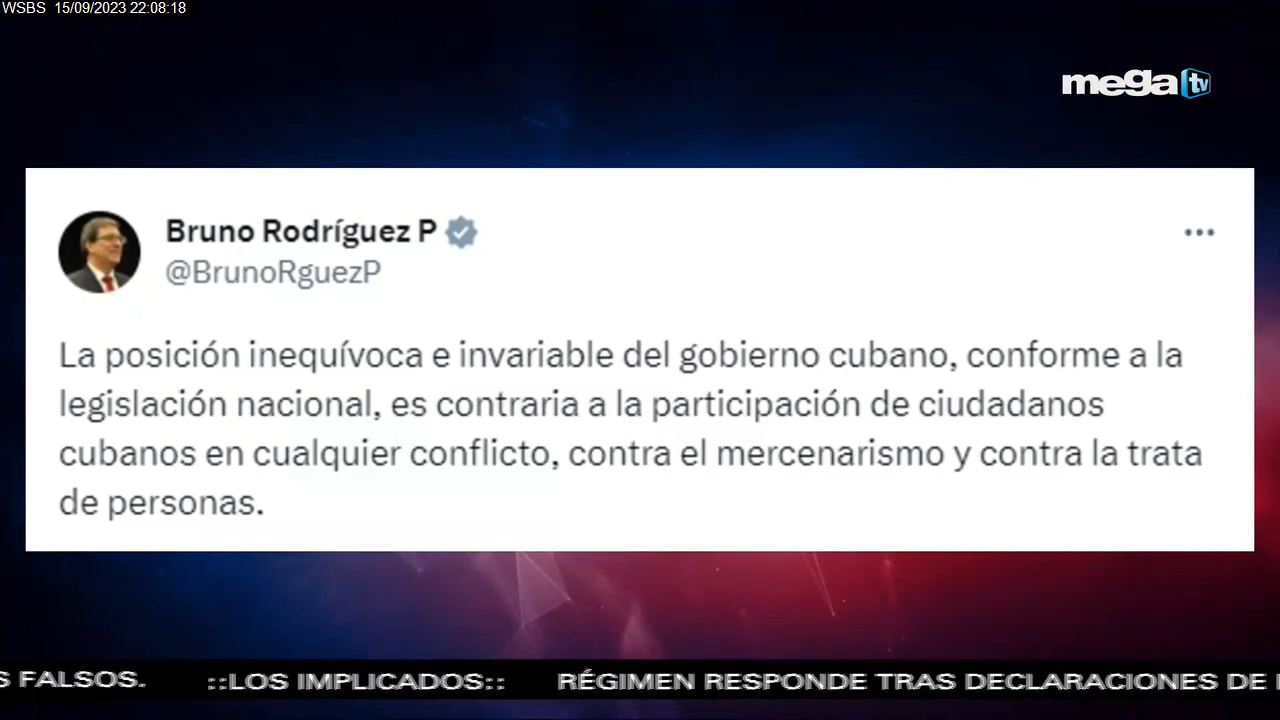 WSBS 15/09/2023 22:08:18
mega tv
Bruno Rodríguez P
@BrunoRguezP
La posición inequívoca e invariable del gobierno cubano, conforme a la
legislación nacional, es contraria a la participación de ciudadanos
cubanos en cualquier conflicto, contra el mercenarismo y contra la trata
de personas.
S FALSOS. ::LOS IMPLICADOS:: RÉGIMEN RESPONDE TRAS DECLARACIONES DE